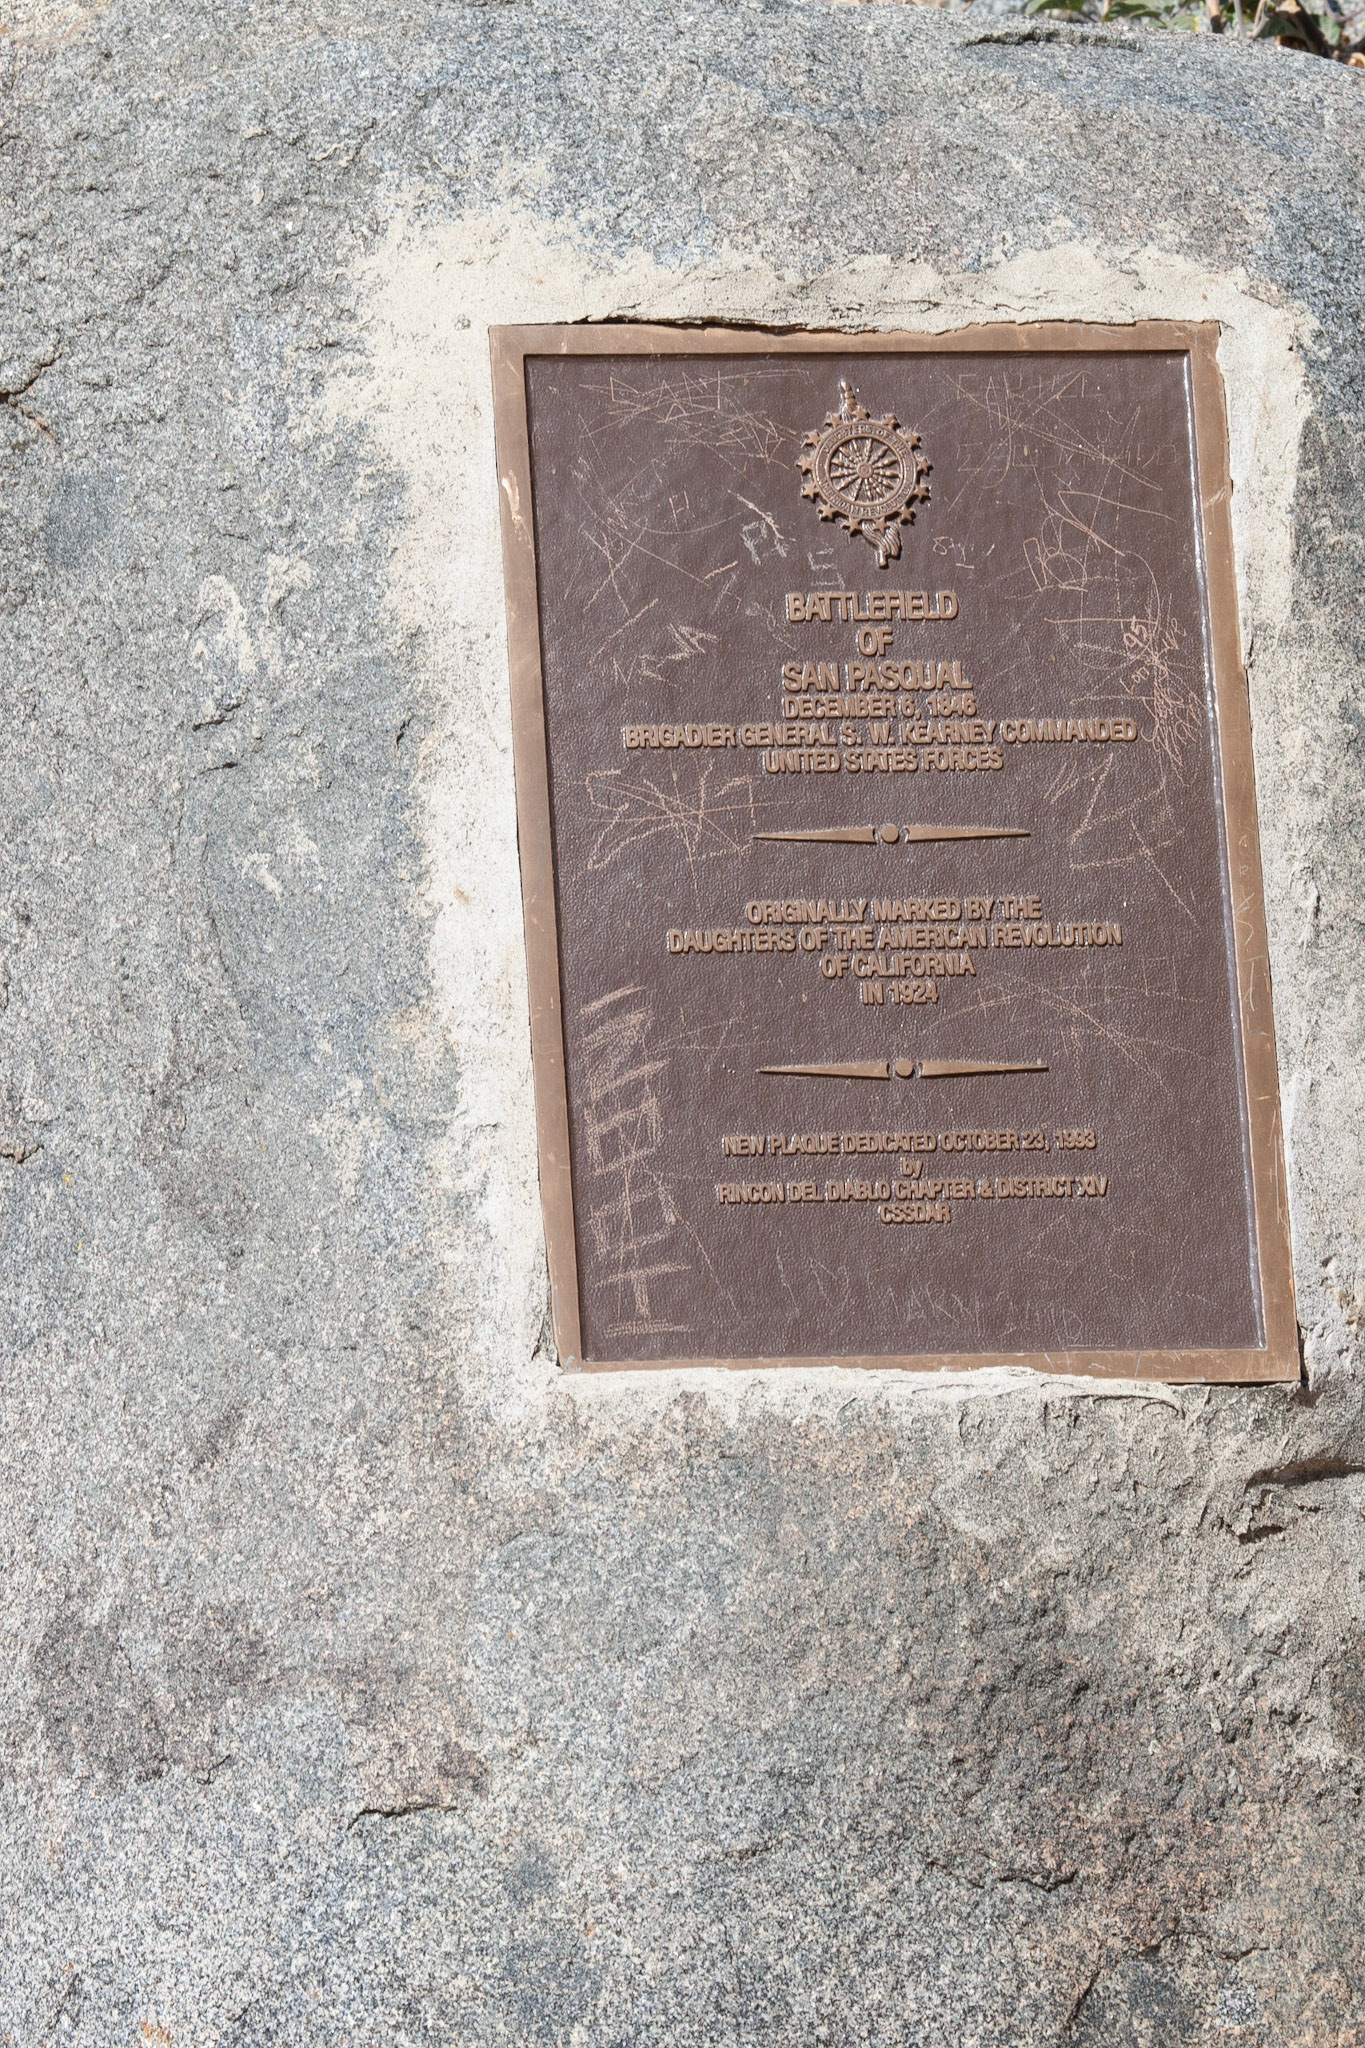 BATTLEFIELD
OF
SAN PASQUAL
DECEMBER 6, 1846
BRIGADIER GENERAL S. W. KEARNEY COMMANDED
UNITED STATES FORCES
ORIGINALLY MARKED BY THE
DAUGHTERS OF THE AMERICAN REVOLUTION
OF CALIFORNIA
IN 1924
NEW PLAQUE DEDICATED OCTOBER 23, 1993
by
RINCON DEL DIABLO CHAPTER & DISTRICT XIV
CSSDAR